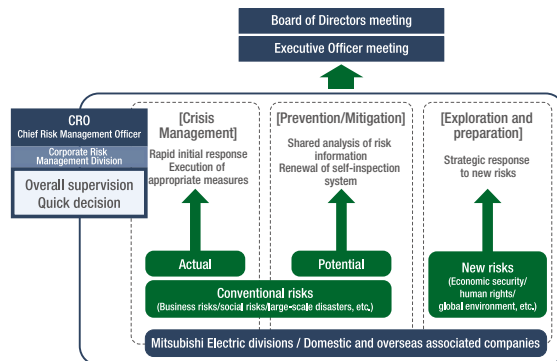 Board of Directors meeting
Executive Officer meeting
CRO
Chief Risk Management Officer
Corporate Risk
Management Division
Overall supervision
Quick decision
[Crisis
Management]
Rapid initial response
Execution of
appropriate measures
[Prevention/Mitigation]
Shared analysis of risk
information
Renewal of self-inspection
system
[Exploration and
preparation]
Strategic response
to new risks
Actual
Potential
Conventional risks
(Business risks/social risks/large-scale disasters, etc.)
New risks
(Economic security/
human rights/
global environment, etc.)
Mitsubishi Electric divisions / Domestic and overseas associated companies